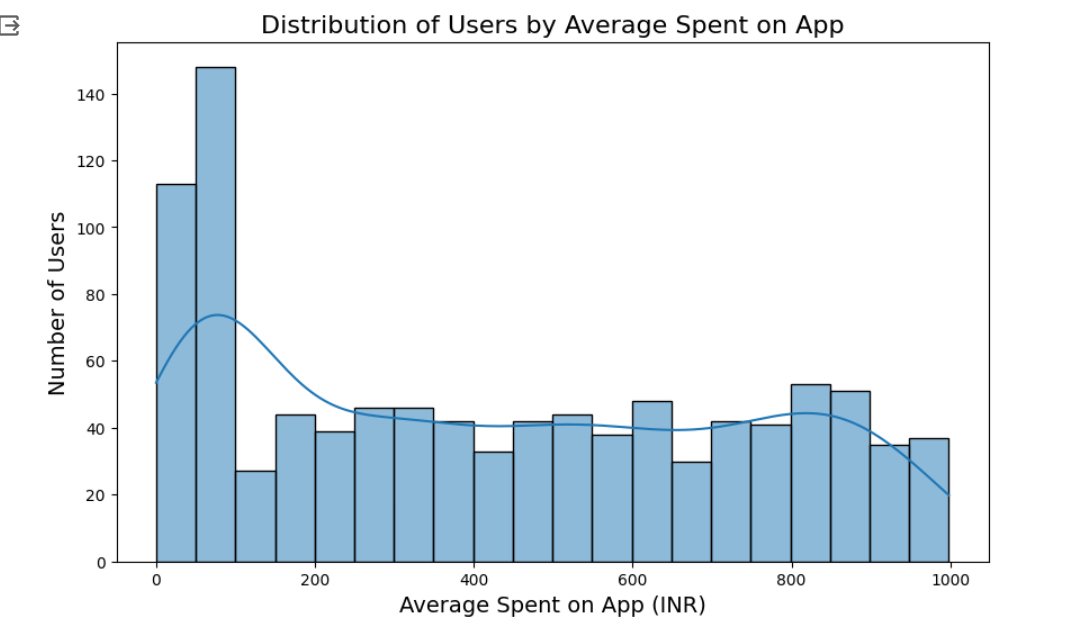 Distribution of Users by Average Spent on App
Number of Users
140
120
100
80
60
40
20
0
0 200 400 600 800 1000
Average Spent on App (INR)